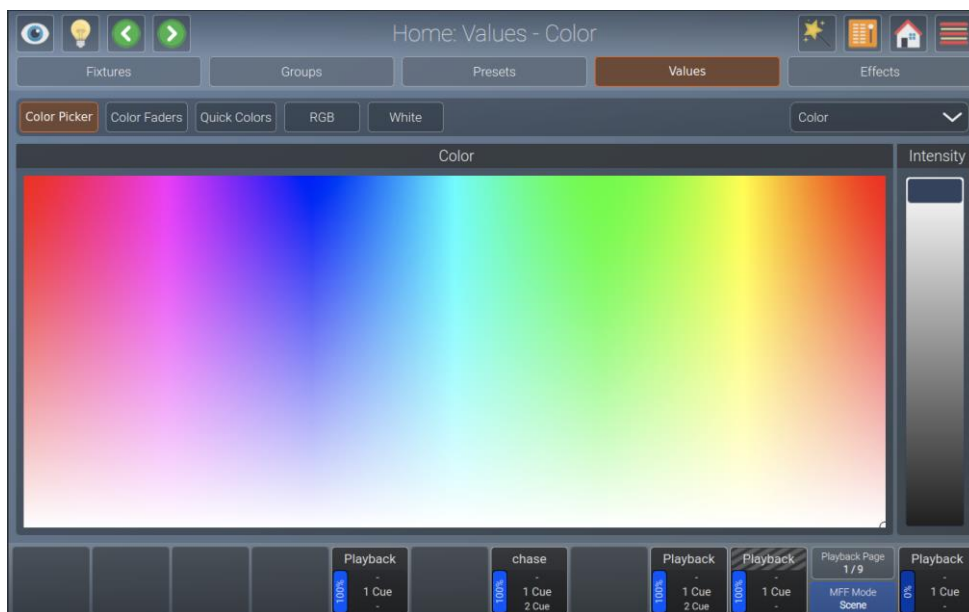 Home: Values - Color
Fixtures
Groups
Presets
Values
Effects
Color Picker
Color Faders
Quick Colors
RGB
White
Color
Color
Intensity
Playback
100%
-
1 Cue
-
chase
100%
-
1 Cue
2 Cue
Playback
100%
-
1 Cue
2 Cue
Playback
100%
-
1 Cue
-
Playback Page
1/9
MFF Mode
Scene
Playback
0%
-
1 Cue
-